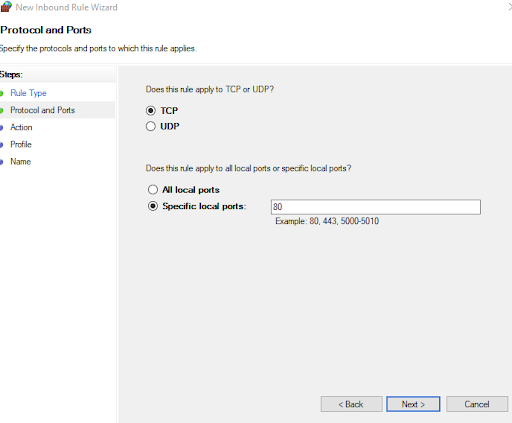 New Inbound Rule Wizard
Protocol and Ports
Specify the protocols and ports to which this rule applies.
Steps:
Rule Type
Protocol and Ports
Action
Profile
Name
Does this rule apply to TCP or UDP?
TCP
UDP
Does this rule apply to all local ports or specific local ports?
All local ports
Specific local ports:
80
Example: 80, 443, 5000-5010
< Back
Next >
Cancel